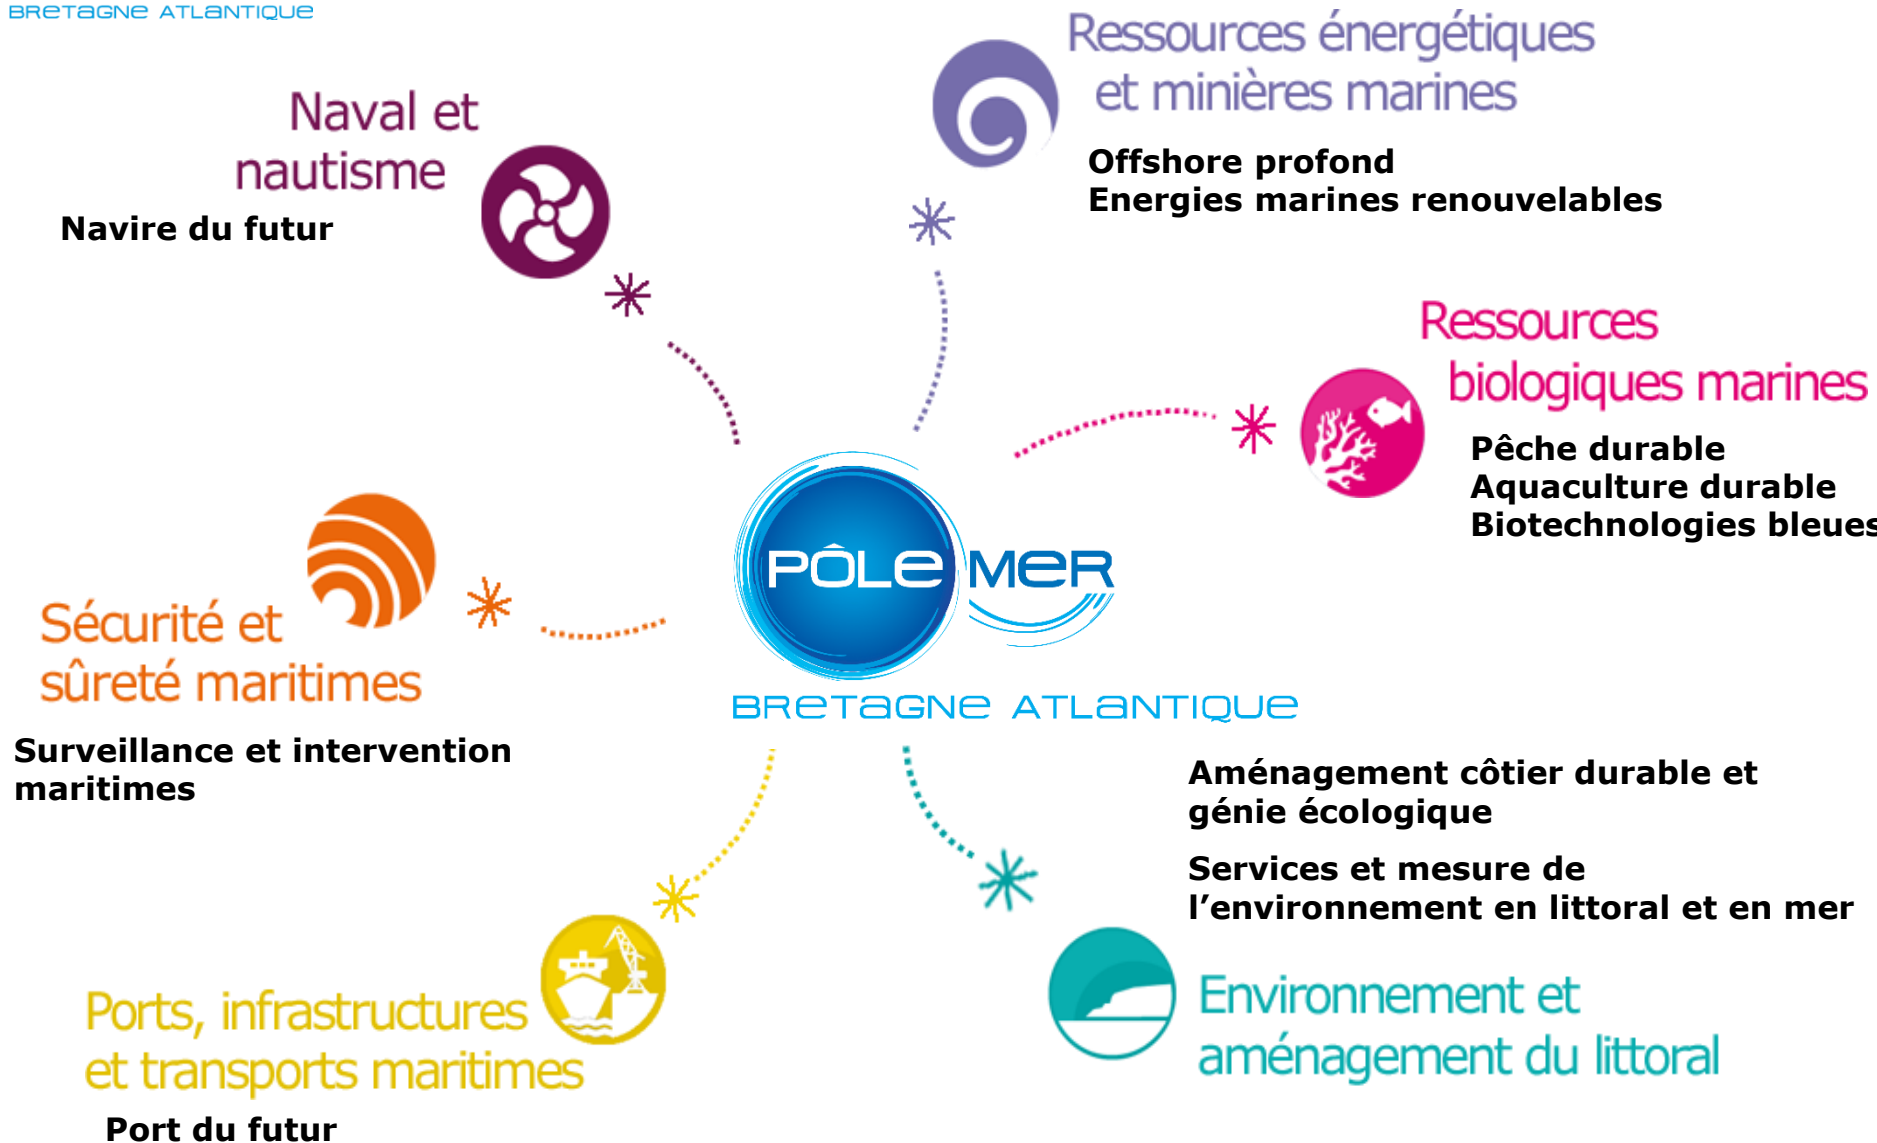 BRETAGNE ATLANTIQUE
Ressources énergétiques
et minières marines
Offshore profond
Energies marines renouvelables
Naval et
nautisme
Navire du futur
Ressources
biologiques marines
Pêche durable
Aquaculture durable
Biotechnologies bleues
PÔLE MER
BRETAGNE ATLANTIQUE
Sécurité et
sûreté maritimes
Surveillance et intervention
maritimes
Aménagement côtier durable et
génie écologique
Services et mesure de
l’environnement en littoral et en mer
Environnement et
aménagement du littoral
Ports, infrastructures
et transports maritimes
Port du futur